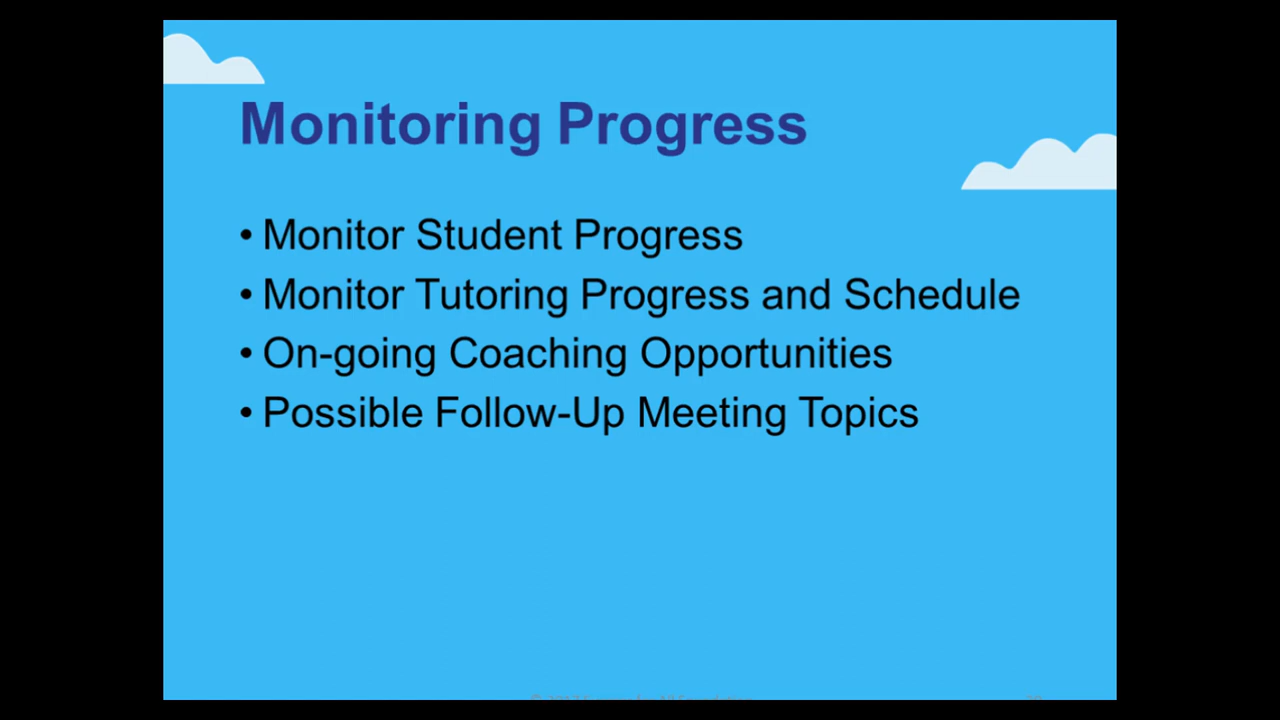 Monitoring Progress
• Monitor Student Progress
• Monitor Tutoring Progress and Schedule
• On-going Coaching Opportunities
• Possible Follow-Up Meeting Topics